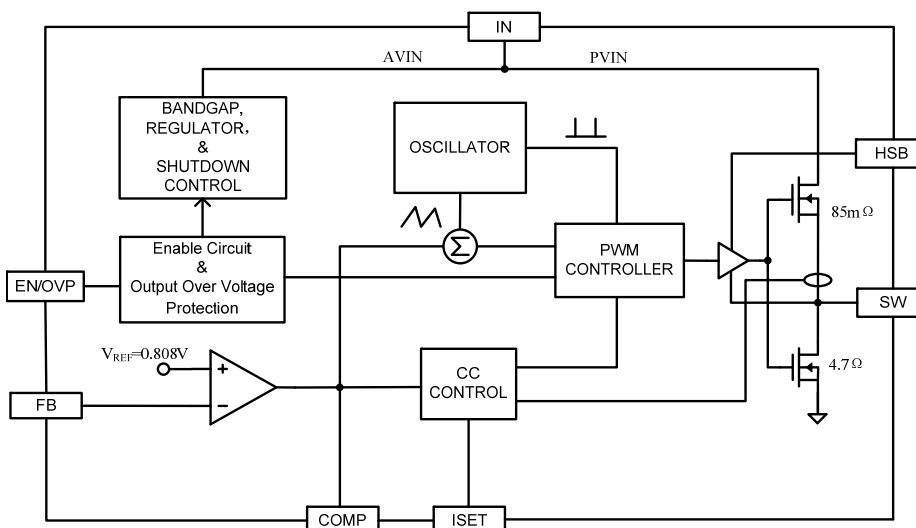 IN
AVIN
PVIN
BANDGAP,
REGULATOR,
&
SHUTDOWN
CONTROL
OSCILLATOR
HSB
85mΩ
Σ
Enable Circuit
&
Output Over Voltage
Protection
PWM
CONTROLLER
EN/OVP
SW
VREF=0.808V
+
−
CC
CONTROL
4.7Ω
FB
COMP
ISET